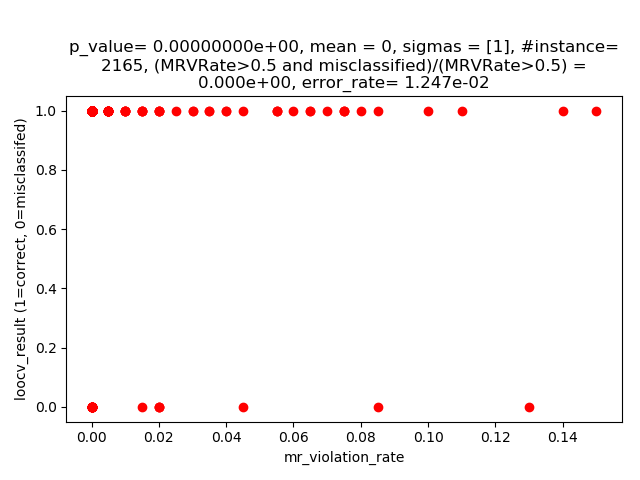 p_value= 0.00000000e+00, mean = 0, sigmas = [1], #instance=
2165, (MRVRate>0.5 and misclassified)/(MRVRate>0.5) =
0.000e+00, error_rate= 1.247e-02
1.0
0.8
0.6
0.4
0.2
0.0
loocv_result (1=correct, 0=misclassifed)
0.00 0.02 0.04 0.06 0.08 0.10 0.12 0.14
mr_violation_rate